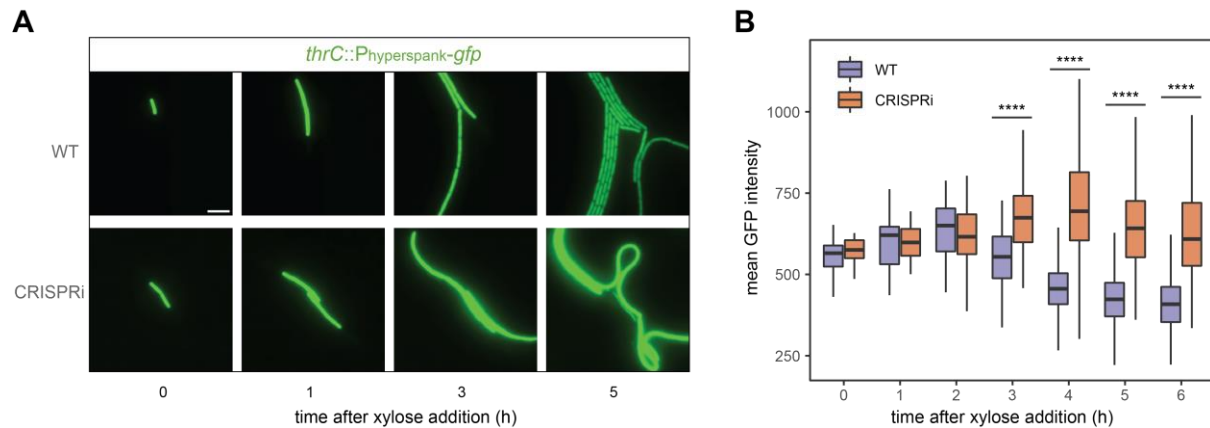 A
thrC::Phyperspank-gfp
WT
CRISPRi
0 1 3 5
time after xylose addition (h)
B
WT
CRISPRi
**** **** **** ****
mean GFP intensity
1000
750
500
250
0 1 2 3 4 5 6
time after xylose addition (h)